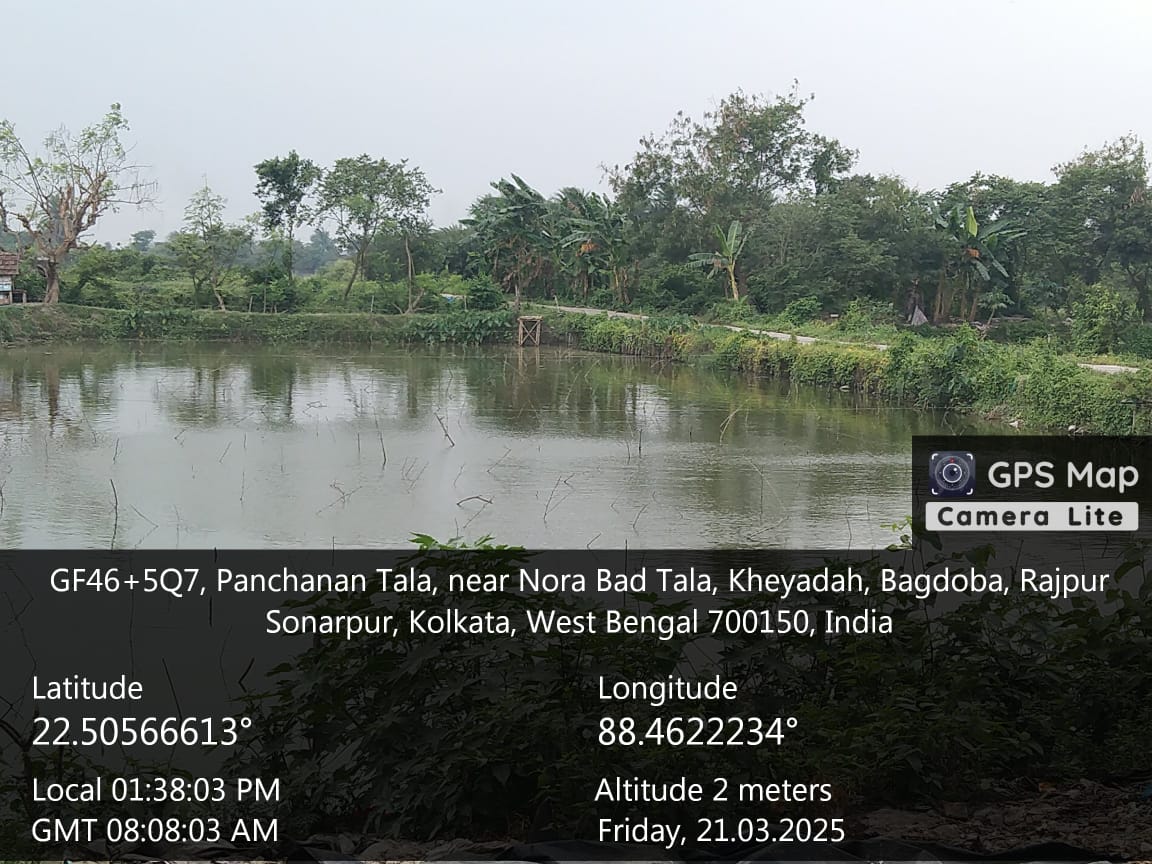 GPS Map
Camera Lite
GF46+5Q7, Panchanan Tala, near Nora Bad Tala, Kheyadah, Bagdoba, Rajpur
Sonarpur, Kolkata, West Bengal 700150, India
Latitude
22.50566613°
Longitude
88.4622234°
Local 01:38:03 PM
GMT 08:08:03 AM
Altitude 2 meters
Friday, 21.03.2025